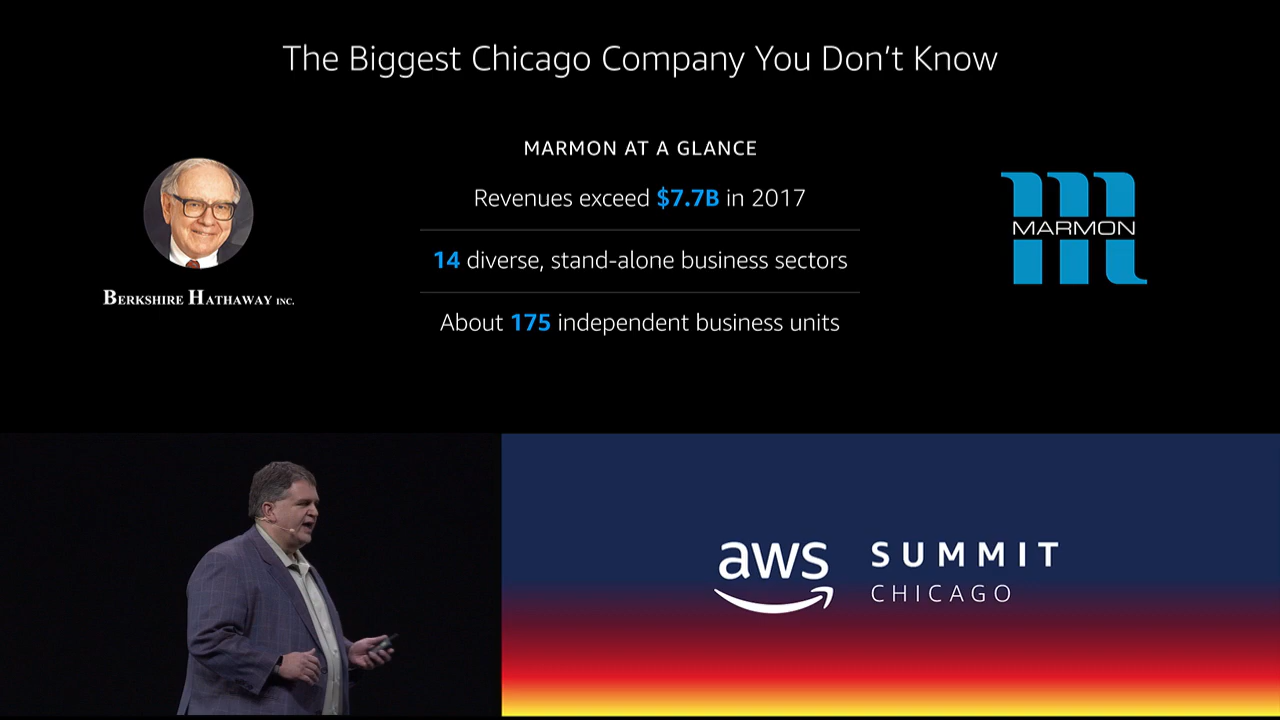 The Biggest Chicago Company You Don't Know
MARMON AT A GLANCE
Revenues exceed $7.7B in 2017
14 diverse, stand-alone business sectors
About 175 independent business units
BERKSHIRE HATHAWAY INC.
MARMON
aws SUMMIT
CHICAGO